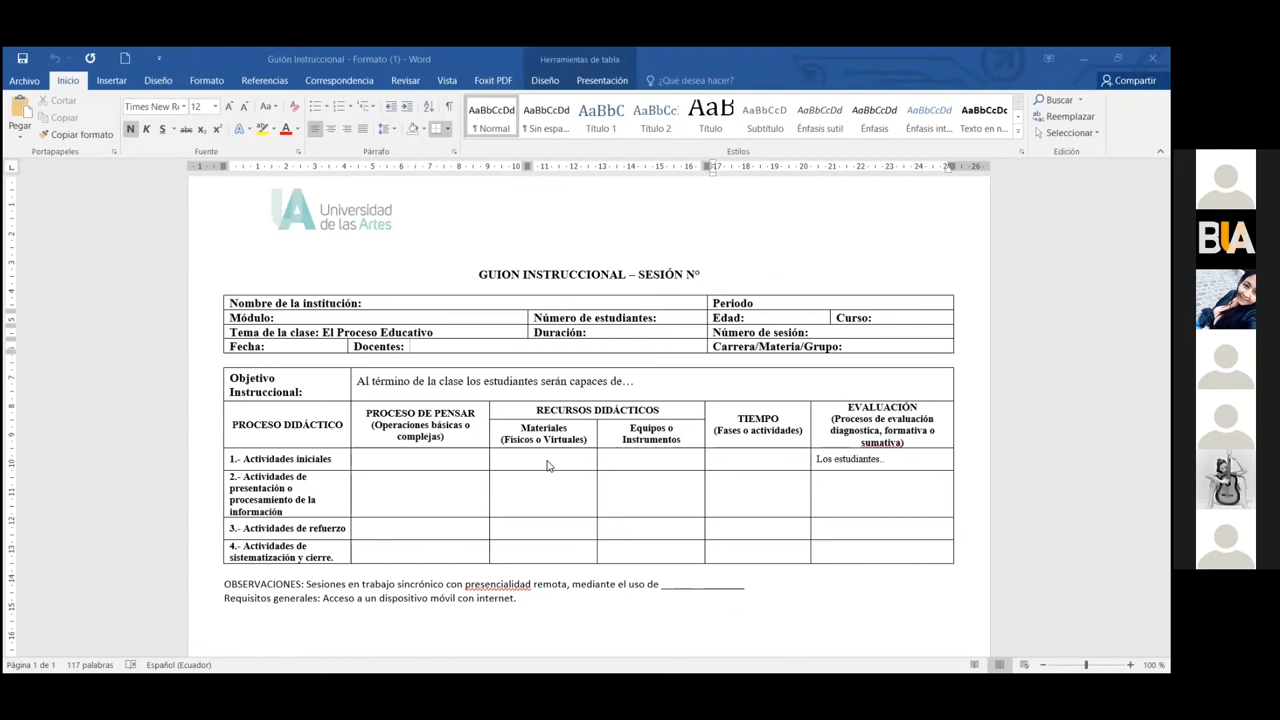 Guión Instruccional - Formato (1) - Word
Herramientas de tabla
Archivo Inicio Insertar Diseño Formato Referencias Correspondencia Revisar Vista Foxit PDF Diseño Presentación ¿Qué desea hacer? Compartir
Pegar
Cortar
Copiar
Copiar formato
Times New Ro 12
N K S abc x₂ x²
AaBbCcDd AaBbCcDd AaBbC AaBbCc AaB AaBbCcD AaBbCcDd AaBbCcDd AaBbCcDd AaBbCcDc
¶ Normal ¶ Sin espa... Título 1 Título 2 Título Subtítulo Énfasis sutil Énfasis Énfasis int... Texto en n...
Buscar
Reemplazar
Seleccionar
Portapapeles Fuente Párrafo Estilos Edición
UA Universidad
de las Artes
GUION INSTRUCCIONAL – SESIÓN N°
Nombre de la institución: Periodo
Módulo: Número de estudiantes: Edad: Curso:
Tema de la clase: El Proceso Educativo Duración: Número de sesión:
Fecha: Docentes: Carrera/Materia/Grupo:
Objetivo
Instruccional:
Al término de la clase los estudiantes serán capaces de…
PROCESO DIDÁCTICO
PROCESO DE PENSAR
(Operaciones básicas o
complejas)
RECURSOS DIDÁCTICOS
Materiales
(Físicos o Virtuales)
Equipos o
Instrumentos
TIEMPO
(Fases o actividades)
EVALUACIÓN
(Procesos de evaluación
diagnostica, formativa o
sumativa)
1.- Actividades iniciales
Los estudiantes..
2.- Actividades de
presentación o
procesamiento de la
información
3.- Actividades de refuerzo
4.- Actividades de
sistematización y cierre.
OBSERVACIONES: Sesiones en trabajo sincrónico con presencialidad remota, mediante el uso de _______________
Requisitos generales: Acceso a un dispositivo móvil con internet.
Página 1 de 1 117 palabras Español (Ecuador) 100 %
BUA